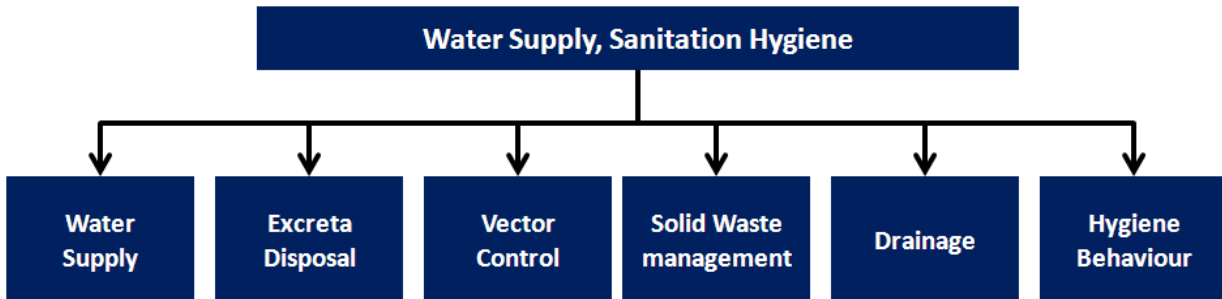 Water Supply, Sanitation Hygiene
Water
Supply
Excreta
Disposal
Vector
Control
Solid Waste
management
Drainage
Hygiene
Behaviour